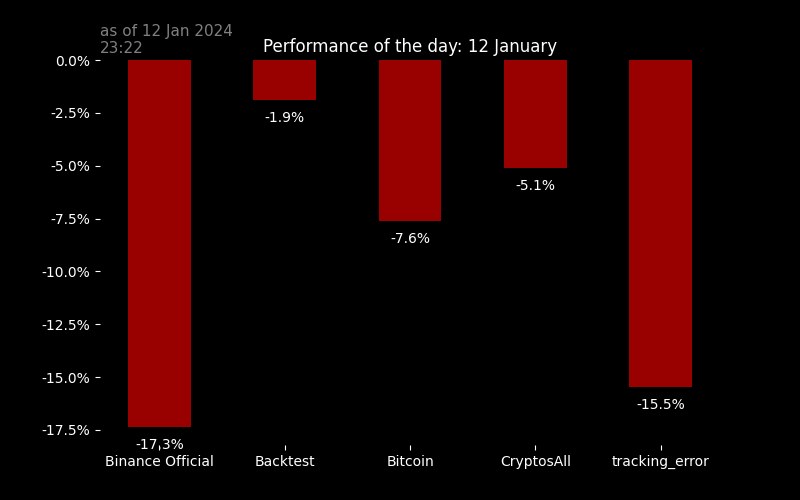 as of 12 Jan 2024
23:22
Performance of the day: 12 January
0.0%
-2.5%
-5.0%
-7.5%
-10.0%
-12.5%
-15.0%
-17.5%
-17.3%
-1.9%
-7.6%
-5.1%
-15.5%
Binance Official
Backtest
Bitcoin
CryptosAll
tracking_error